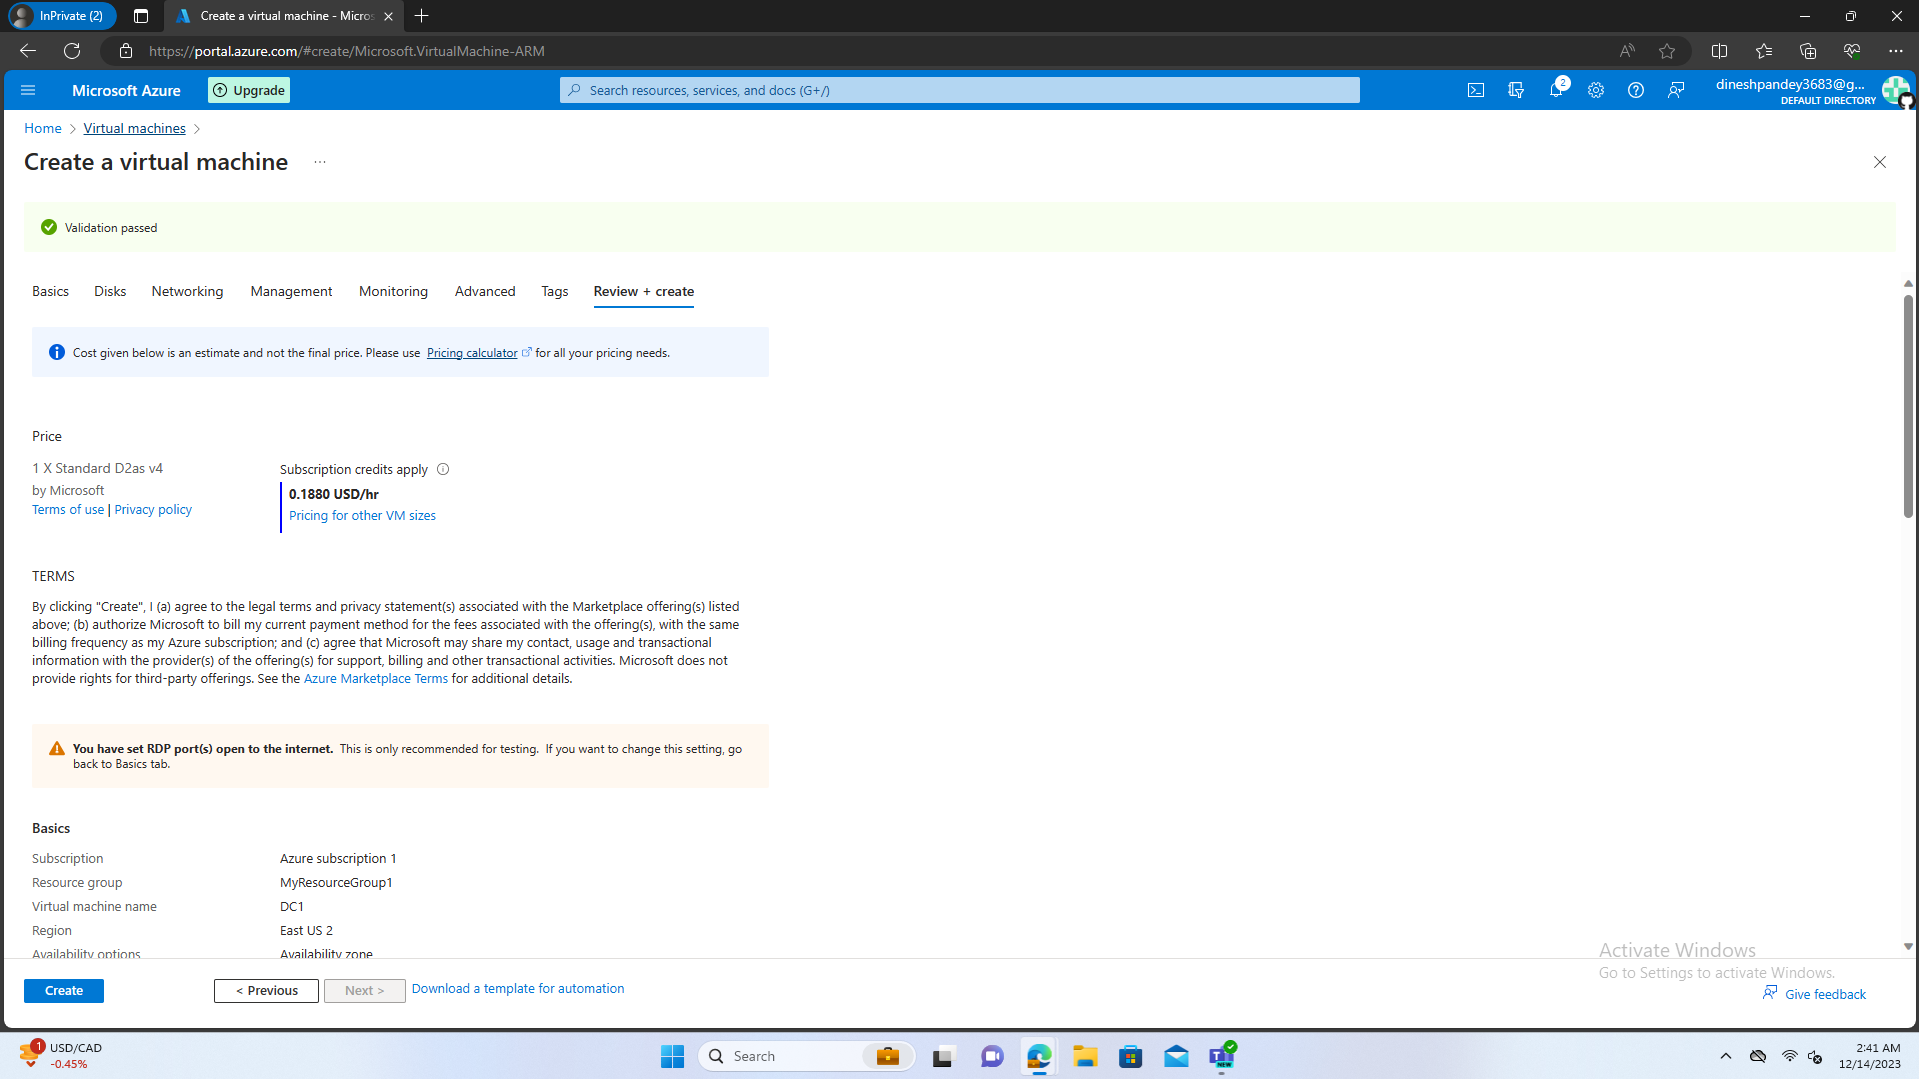 InPrivate (2)
Create a virtual machine - Micros
https://portal.azure.com/#create/Microsoft.VirtualMachine-ARM
Microsoft Azure
Upgrade
Search resources, services, and docs (G+/)
2
dineshpandey3683@g...
DEFAULT DIRECTORY
Home > Virtual machines >
Create a virtual machine ...
Validation passed
Basics Disks Networking Management Monitoring Advanced Tags Review + create
Cost given below is an estimate and not the final price. Please use Pricing calculator for all your pricing needs.
Price
1 X Standard D2as v4
by Microsoft
Terms of use | Privacy policy
Subscription credits apply
0.1880 USD/hr
Pricing for other VM sizes
TERMS
By clicking "Create", I (a) agree to the legal terms and privacy statement(s) associated with the Marketplace offering(s) listed
above; (b) authorize Microsoft to bill my current payment method for the fees associated with the offering(s), with the same
billing frequency as my Azure subscription; and (c) agree that Microsoft may share my contact, usage and transactional
information with the provider(s) of the offering(s) for support, billing and other transactional activities. Microsoft does not
provide rights for third-party offerings. See the Azure Marketplace Terms for additional details.
You have set RDP port(s) open to the internet. This is only recommended for testing. If you want to change this setting, go
back to Basics tab.
Basics
Subscription Azure subscription 1
Resource group MyResourceGroup1
Virtual machine name DC1
Region East US 2
Availability options Availability zone
Activate Windows
Go to Settings to activate Windows.
Create
< Previous
Next >
Download a template for automation
Give feedback
1
USD/CAD
-0.45%
Search
NEW
2:41 AM
12/14/2023